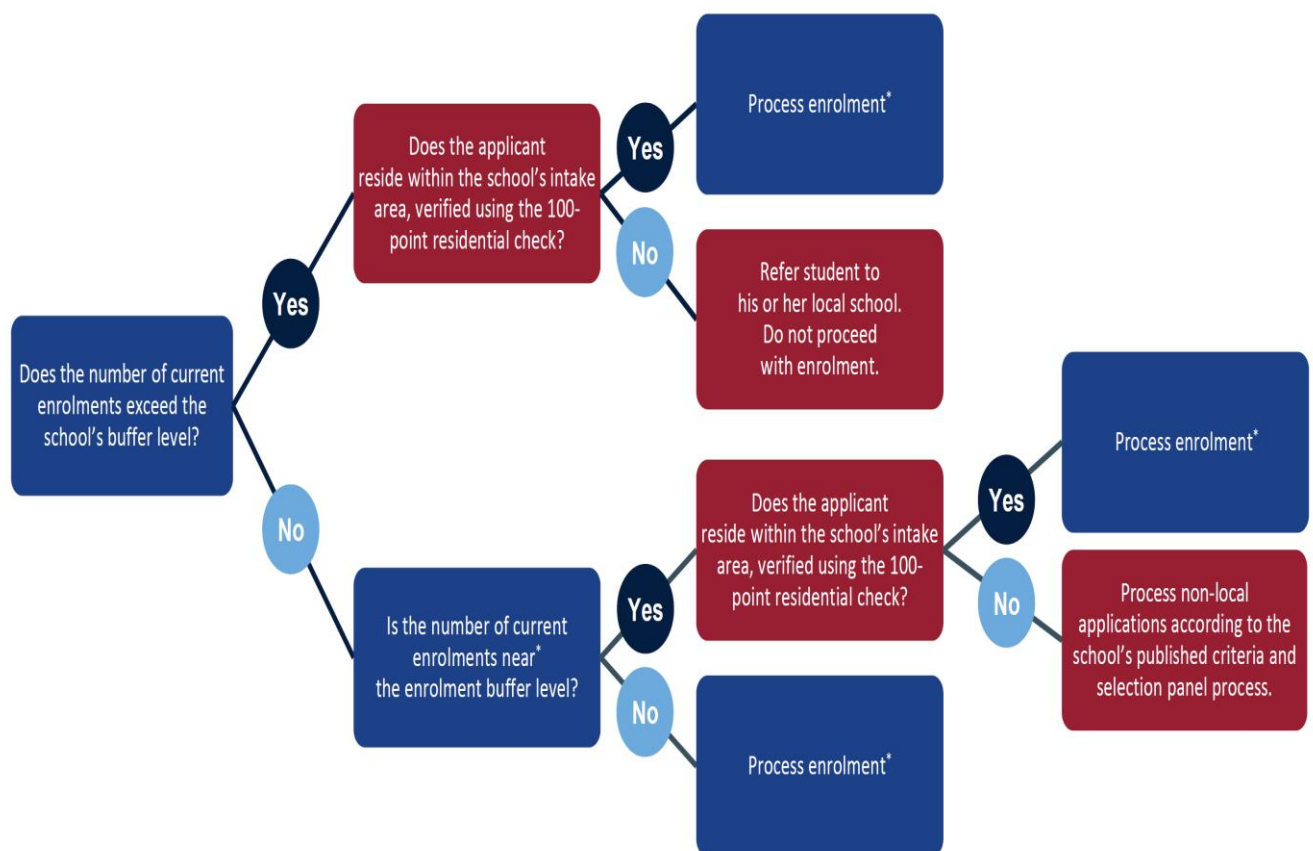 Does the number of current
enrolments exceed the
school's buffer level?
Yes
Does the applicant
reside within the school's intake
area, verified using the 100-
point residential check?
Yes
Process enrolment*
No
Refer student to
his or her local school.
Do not proceed
with enrolment.
No
Is the number of current
enrolments near*
the enrolment buffer level?
Yes
Does the applicant
reside within the school's intake
area, verified using the 100-
point residential check?
Yes
Process enrolment*
No
Process non-local
applications according to the
school's published criteria and
selection panel process.
No
Process enrolment*